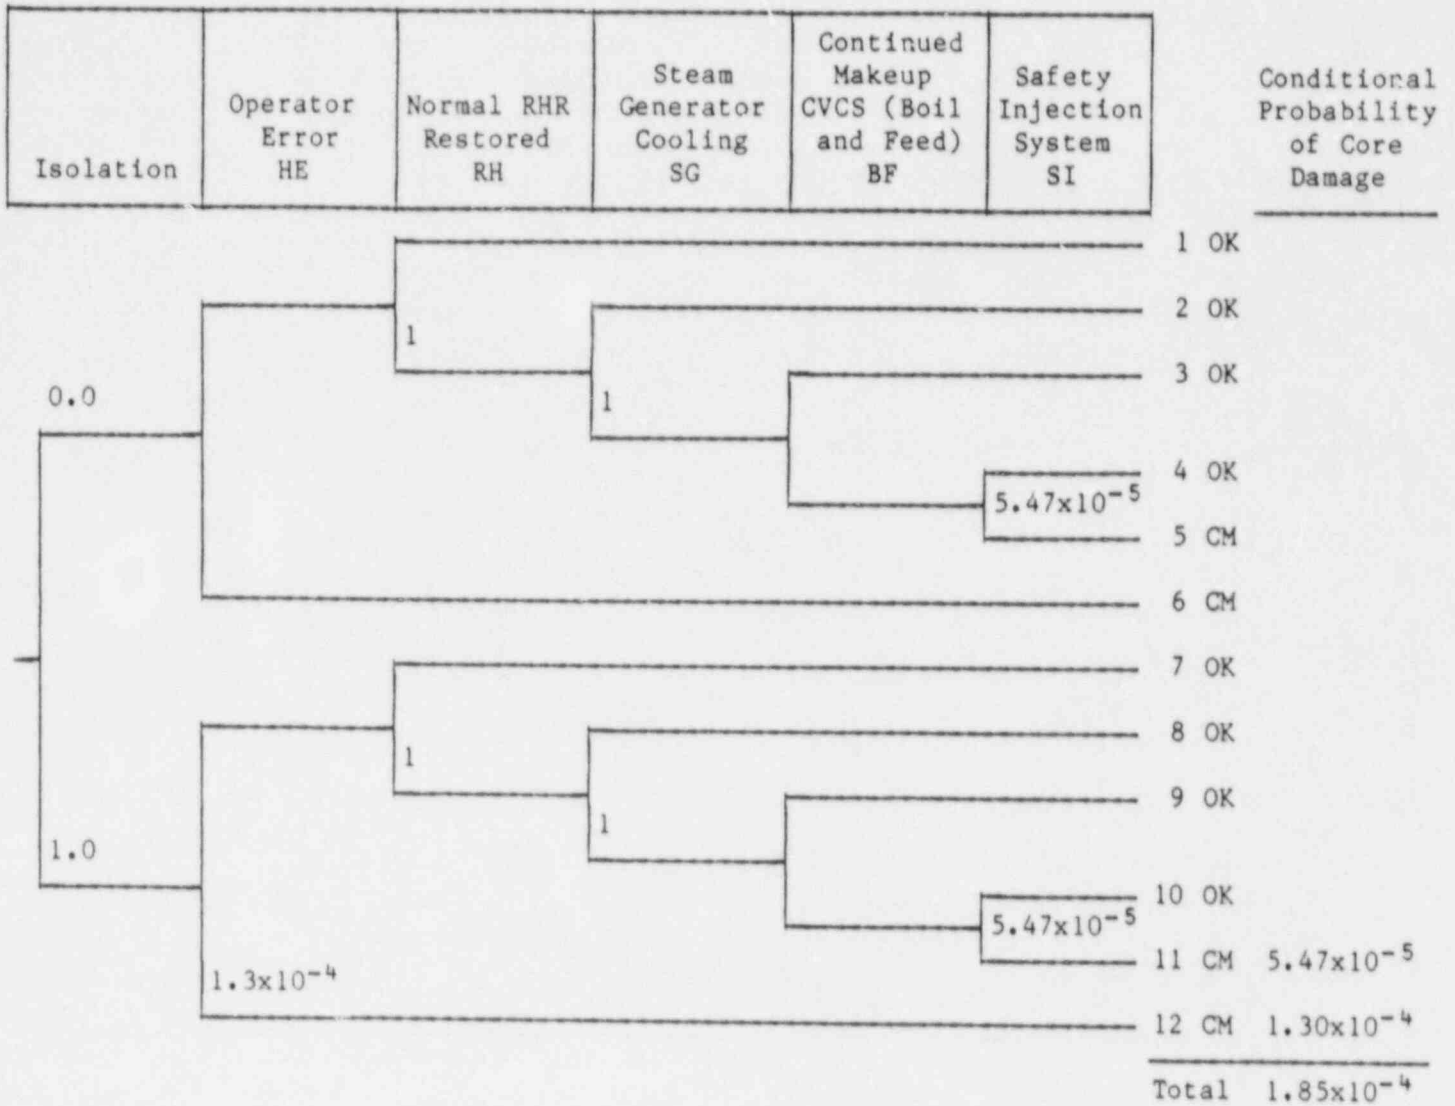 Isolation
Operator
Error
HE
Normal RHR
Restored
RH
Steam
Generator
Cooling
SG
Continued
Makeup
CVCS (Boil
and Feed)
BF
Safety
Injection
System
SI
Conditional
Probability
of Core
Damage
1 OK
2 OK
1
3 OK
0.0
1
4 OK
5.47x10⁻⁵
5 CM
6 CM
7 OK
8 OK
1
9 OK
1
1.0
10 OK
5.47x10⁻⁵
11 CM 5.47x10⁻⁵
1.3x10⁻⁴
12 CM 1.30x10⁻⁴
Total 1.85x10⁻⁴